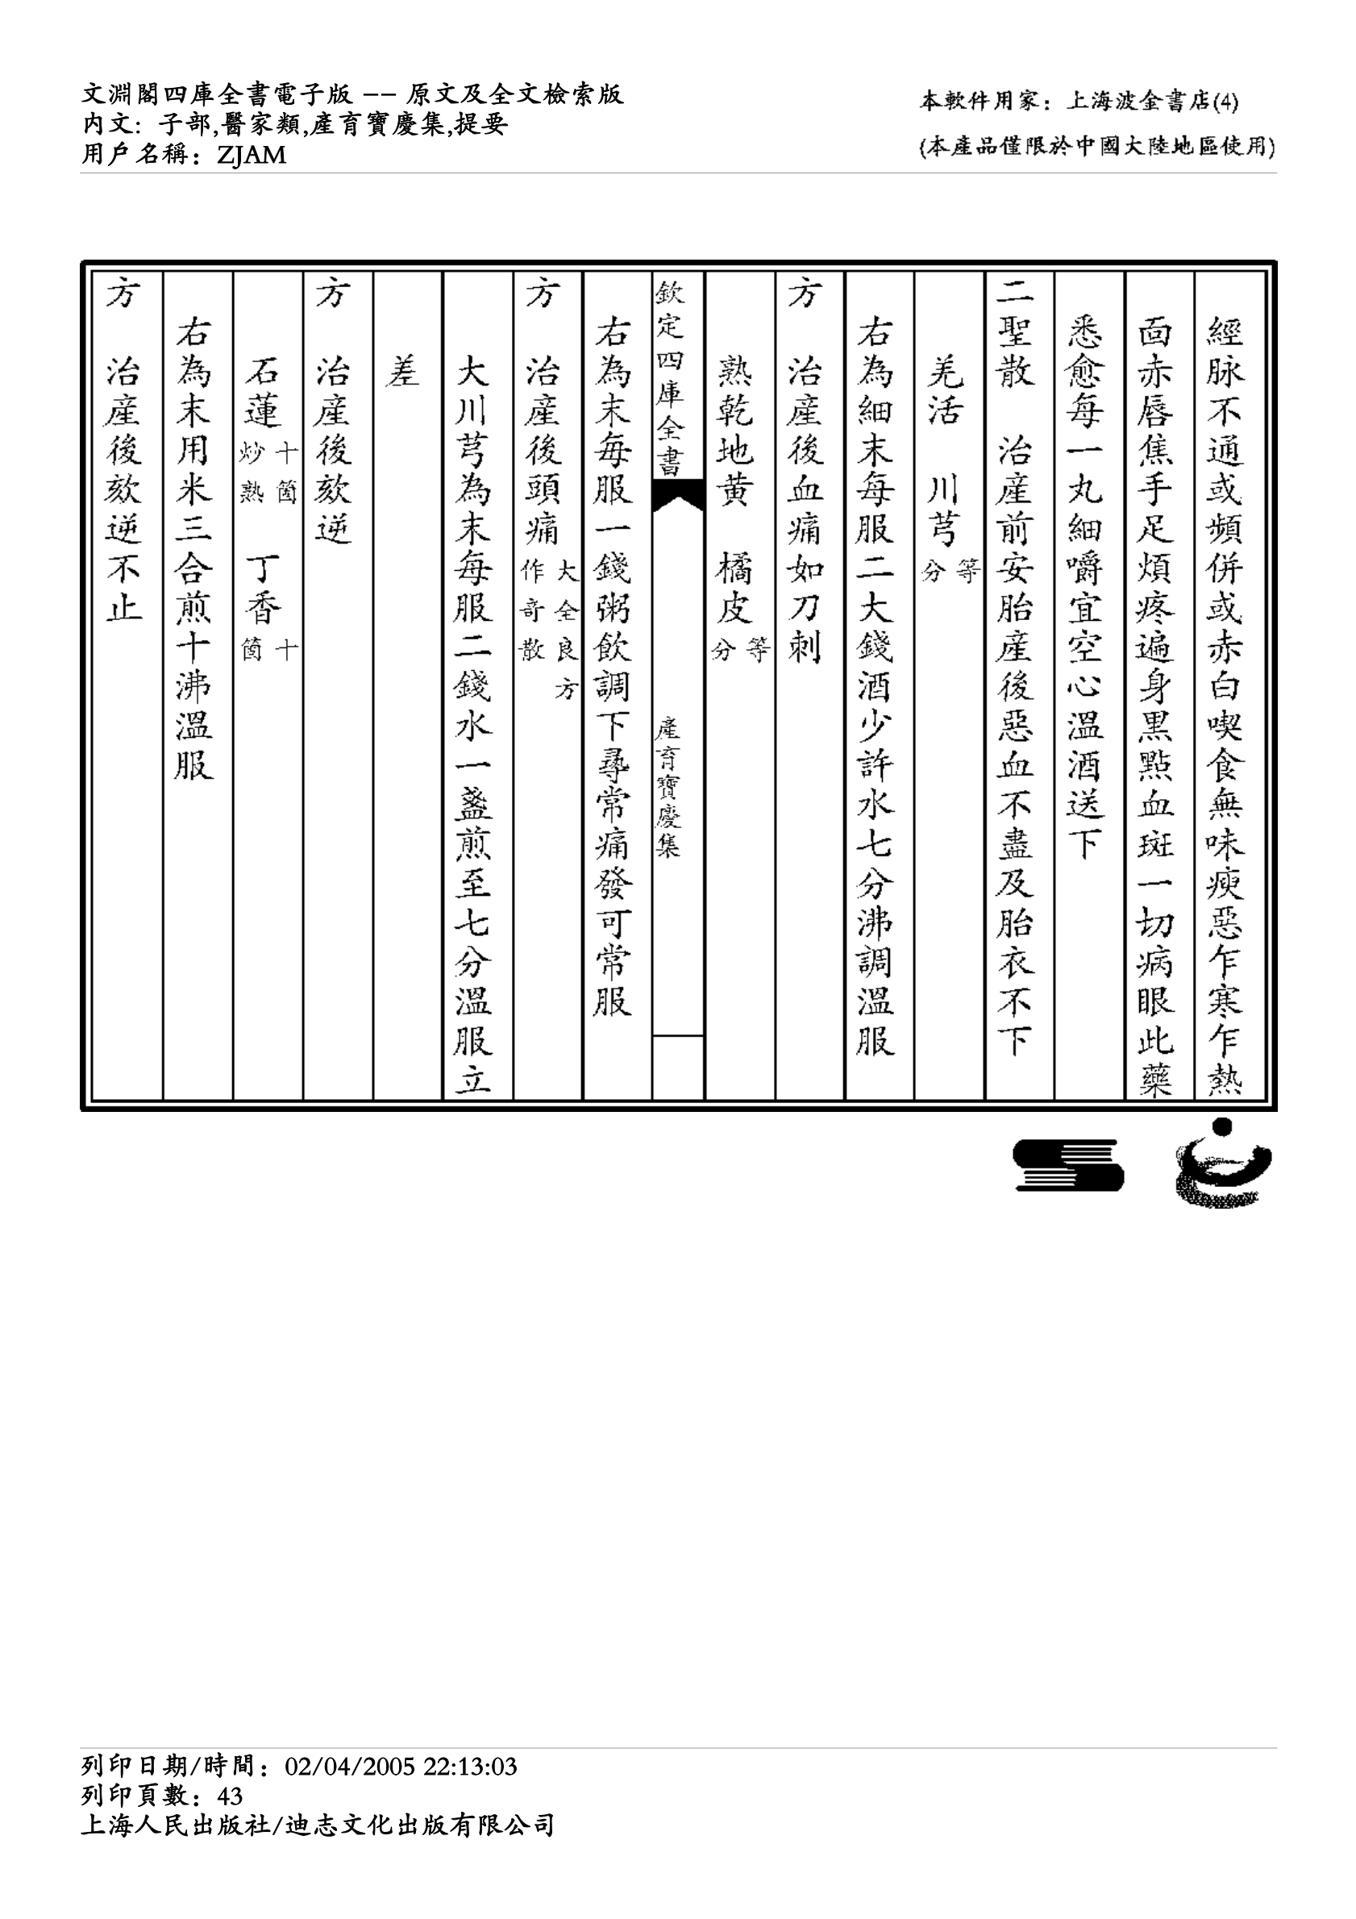 文淵閣四庫全書電子版 -- 原文及全文檢索版
內文：子部,醫家類,產育寶慶集,提要
用戶名稱：ZJAM
本軟件用家：上海波金書店(4)
(本產品僅限於中國大陸地區使用)
經脉不通或頻併或赤白喫食無味瘦惡乍寒乍熱
面赤唇焦手足煩疼遍身黒㸃血斑一切病眼此藥
悉愈每一丸細嚼宜空心溫酒送下
二聖散　治産前安胎産後惡血不盡及胎衣不下
羌活　川芎等分
右為細末每服二大錢酒少許水七分沸調溫服
方　治産後血痛如刀刺
熟乾地黄　橘皮等分
欽定四庫全書　產育寶慶集
右為末每服一錢粥飲調下尋常痛發可常服
方　治産後頭痛大全良方作奇散
大川芎為末每服二錢水一盞煎至七分溫服立
差
方　治産後欬逆
石蓮十箇炒熟　丁香十箇
右為末用米三合煎十沸溫服
方　治産後欬逆不止
列印日期/時間：02/04/2005 22:13:03
列印頁數：43
上海人民出版社/迪志文化出版有限公司